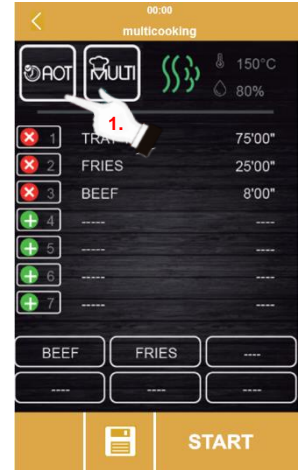 00:00
multicooking
AOT MULTI 150°C
80%
1.
1 75'00"
2 FRIES 25'00"
3 BEEF 8'00"
4 ----- ----
5 ----- ----
6 ----- ----
7 ----- ----
BEEF FRIES ----
---- ---- ----
START